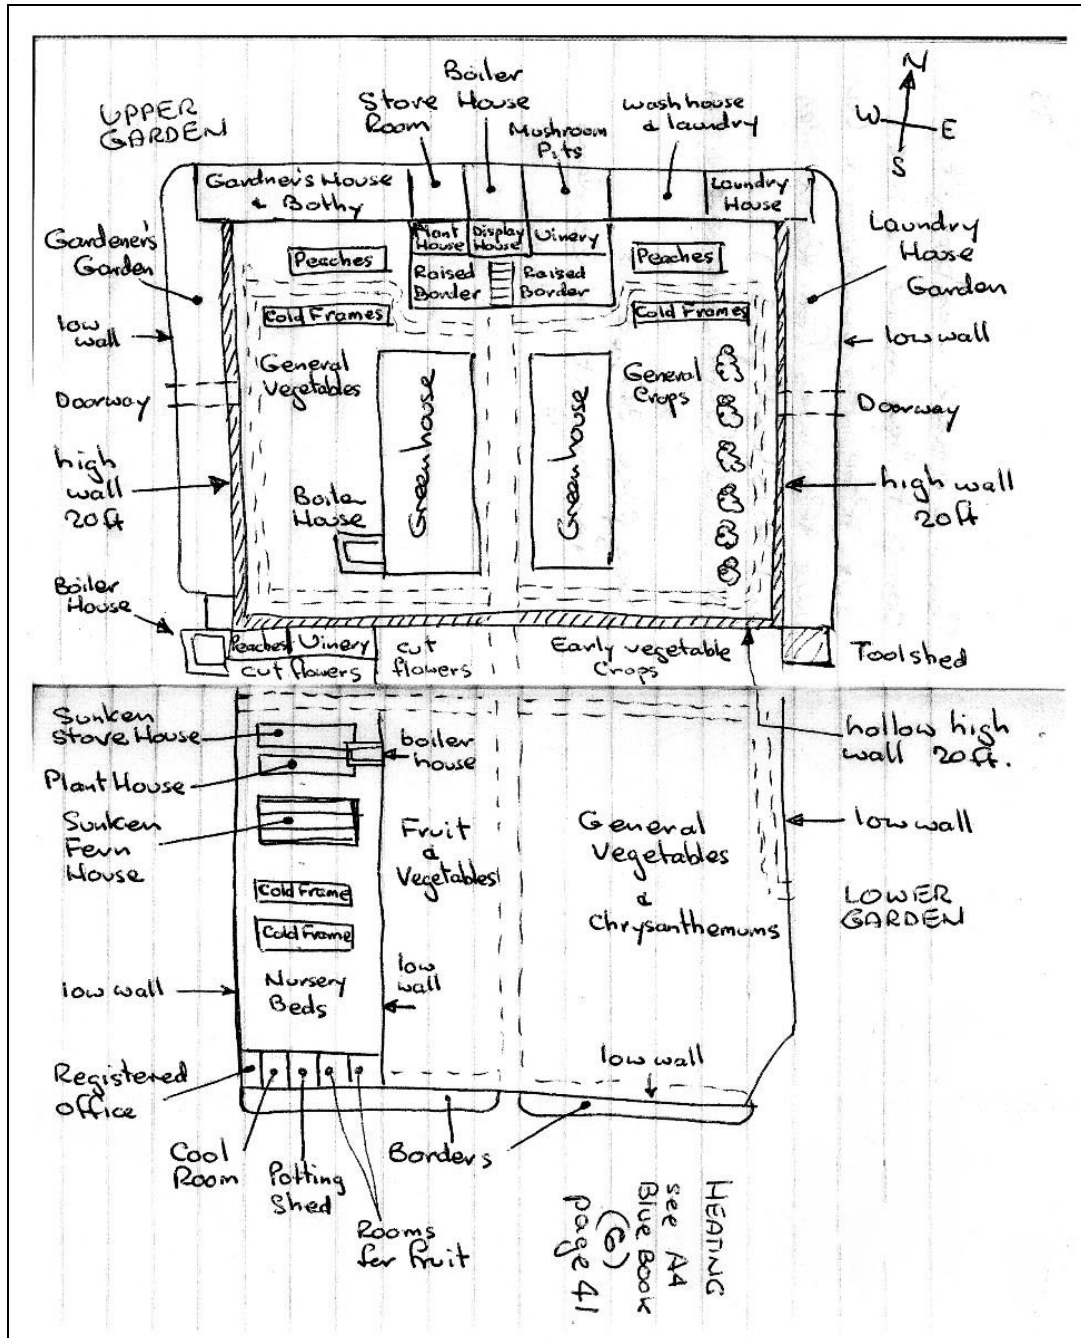 UPPER
GARDEN
Store
Room
Boiler
House
Mushroom
Pits
wash house
& laundry
N
W
E
S
Gardner's House
& Bothy
Laundry
House
Gardener's
Garden
Plant
House
Display
House
Vinery
Peaches
Raised
Border
Raised
Border
Peaches
Laundry
House
Garden
Cold Frames
Cold Frames
low
wall
low wall
General
Vegetables
Greenhouse
Greenhouse
General
Crops
Doorway
Doorway
high
wall
20ft
Boiler
House
high wall
20ft
Boiler
House
Peaches
Vinery
cut flowers
cut
flowers
Early vegetable
Crops
Toolshed
Sunken
Stove House
boiler
house
hollow high
wall 20ft.
Plant House
Sunken
Fern
House
Fruit
&
Vegetables
General
Vegetables
&
Chrysanthemums
low wall
LOWER
GARDEN
Cold Frame
Cold Frame
low wall
Nursery
Beds
low
wall
low wall
Registered
office
Cool
Room
Potting
Shed
Rooms
for fruit
Borders
HEATING
see A4
Blue Book
(6)
page 41